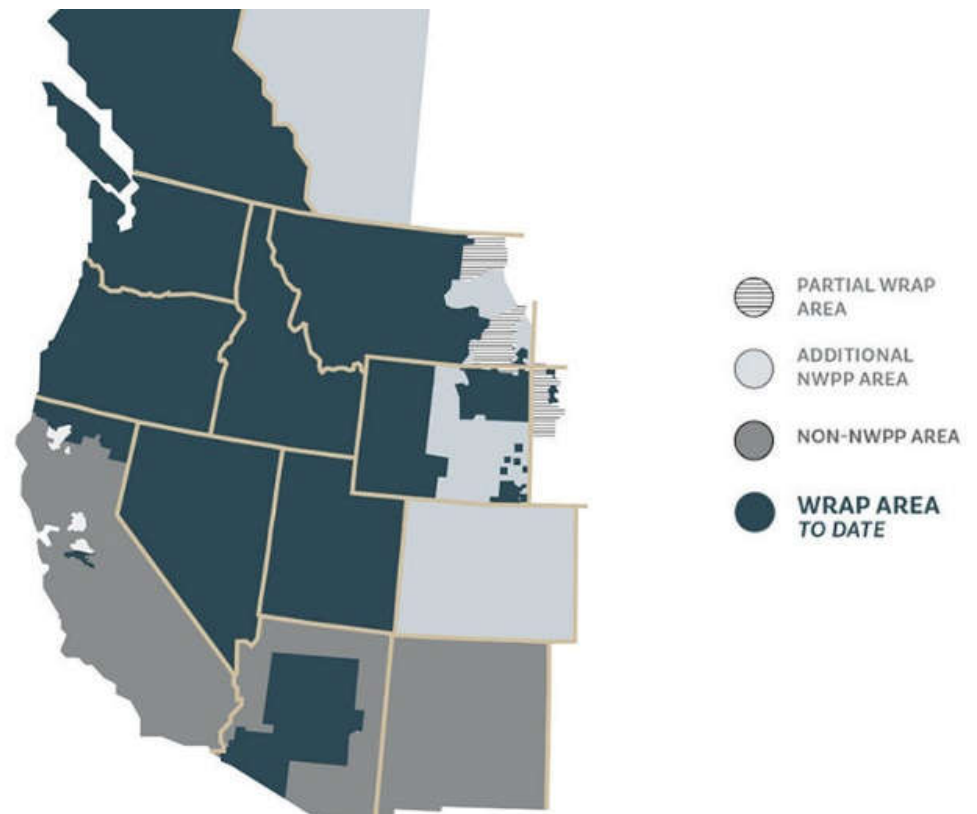 PARTIAL WRAP
AREA
ADDITIONAL
NWPP AREA
NON-NWPP AREA
WRAP AREA
TO DATE